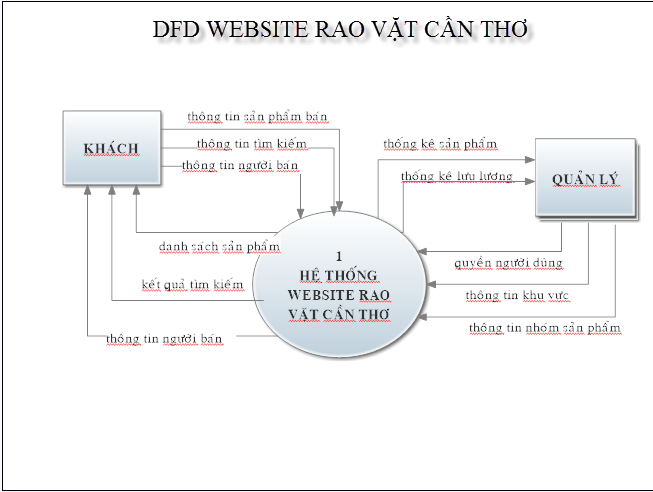 DFD WEBSITE RAO VẶT CẦN THƠ
thông tin sản phẩm bán
KHÁCH
thông tin tìm kiếm
thông tin người bán
thống kê sản phẩm
thống kê lưu lương
QUẢN LÝ
danh sách sản phẩm
kết quả tìm kiếm
thông tin người bán
1
HỆ THỐNG
WEBSITE RAO
VẶT CẦN THƠ
quyền người dùng
thông tin khu vực
thông tin nhốm sản phẩm